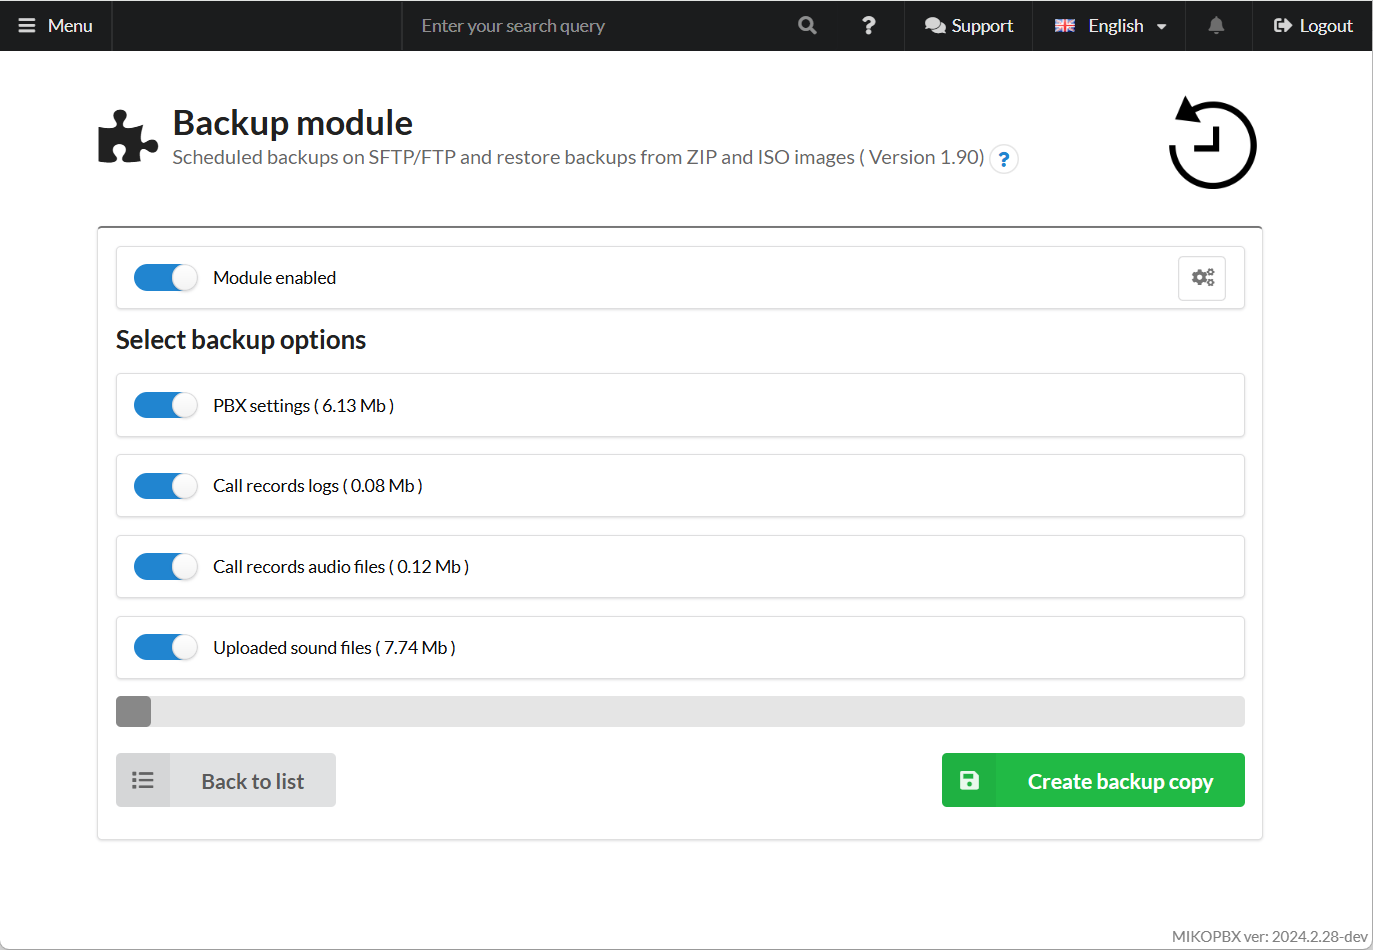 Menu
Enter your search query
?
Support
English
Logout
Backup module
Scheduled backups on SFTP/FTP and restore backups from ZIP and ISO images ( Version 1.90) ?
Module enabled
Select backup options
PBX settings ( 6.13 Mb )
Call records logs ( 0.08 Mb )
Call records audio files ( 0.12 Mb )
Uploaded sound files ( 7.74 Mb )
Back to list
Create backup copy
MIKOPBX ver: 2024.2.28-dev